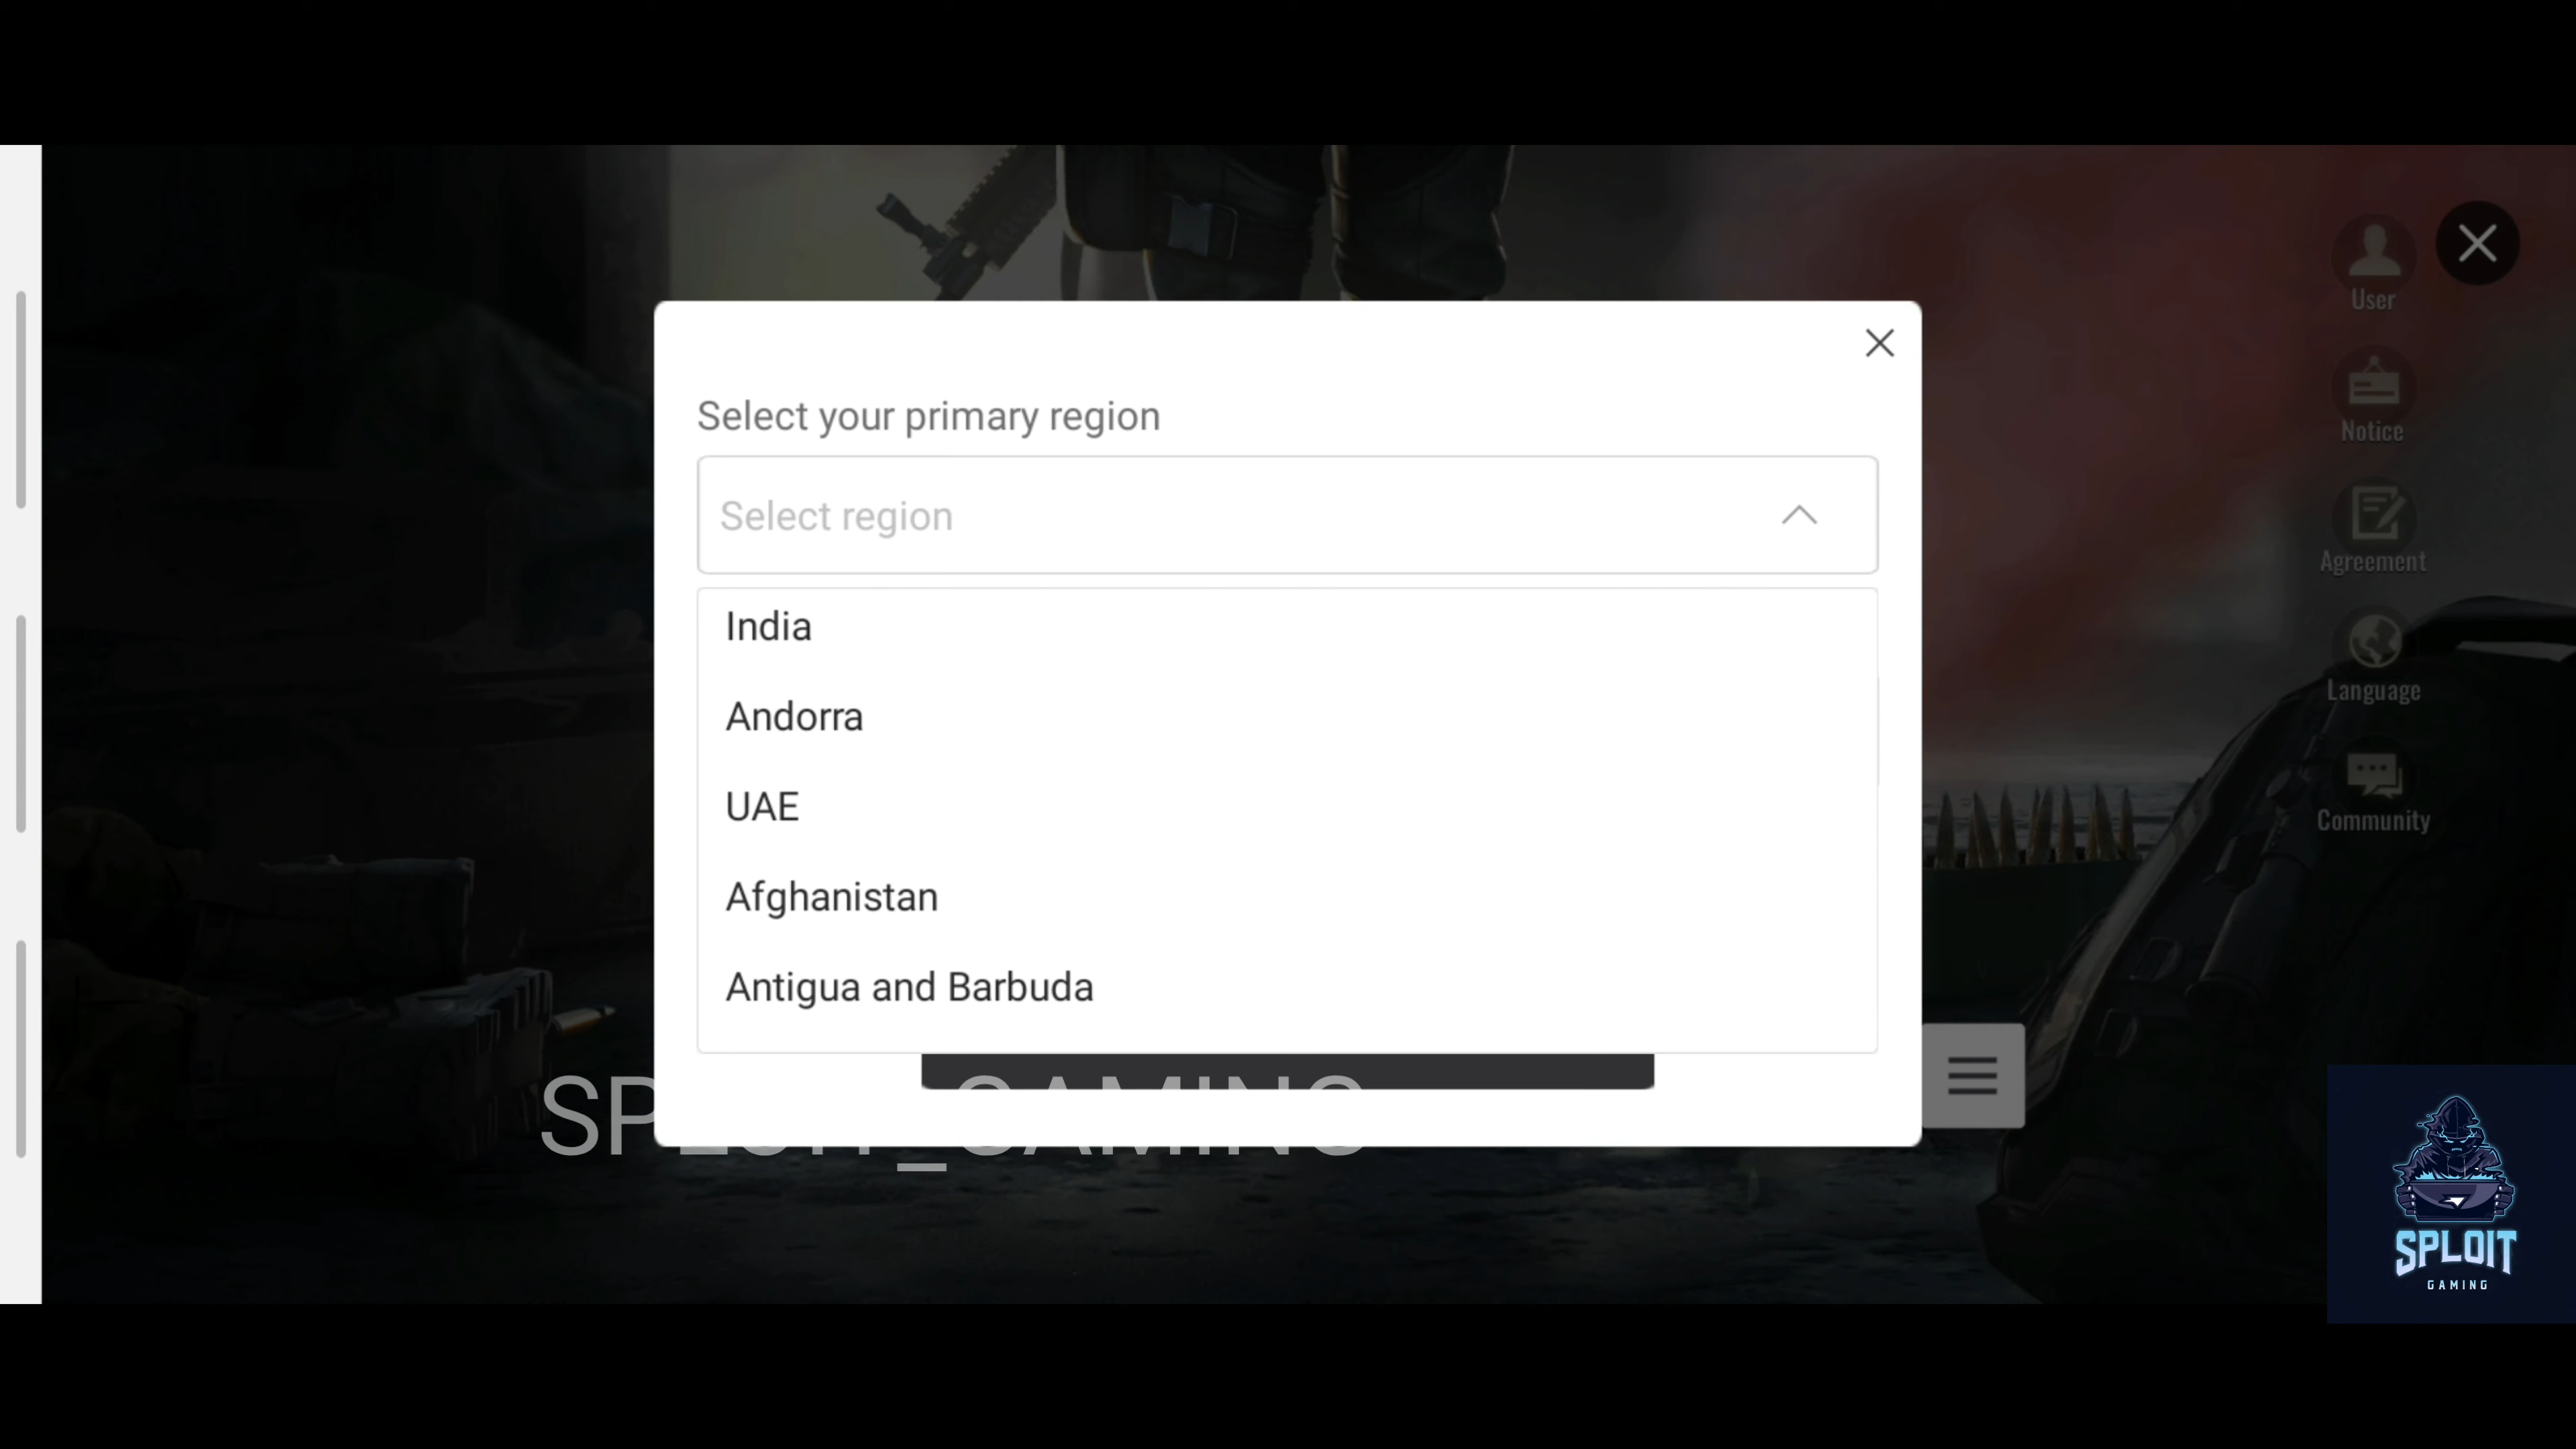 User
Select your primary region
Notice
Select region
Agreement
India
Language
Andorra
UAE
Community
Afghanistan
Antigua and Barbuda
SPLOIT_GAMING
SPLOIT
GAMING